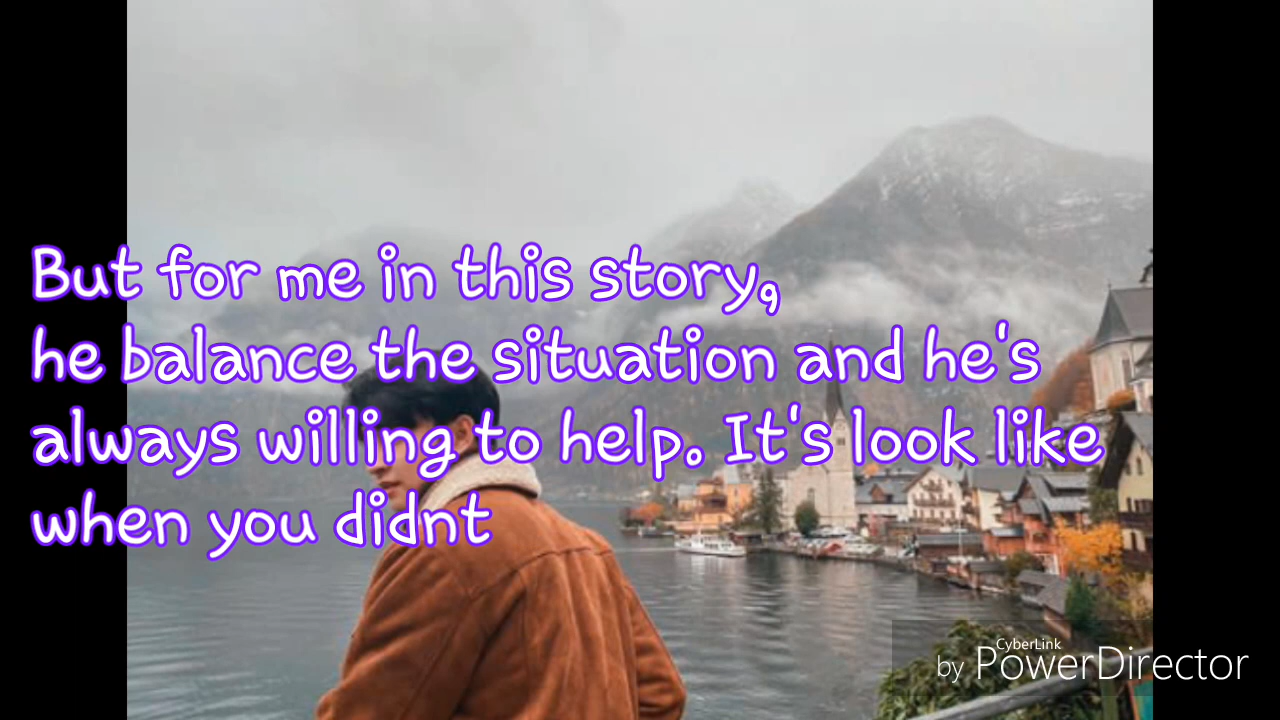 But for me in this story,
he balance the situation and he's
always willing to help. It's look like
when you didnt
CyberLink
by PowerDirector